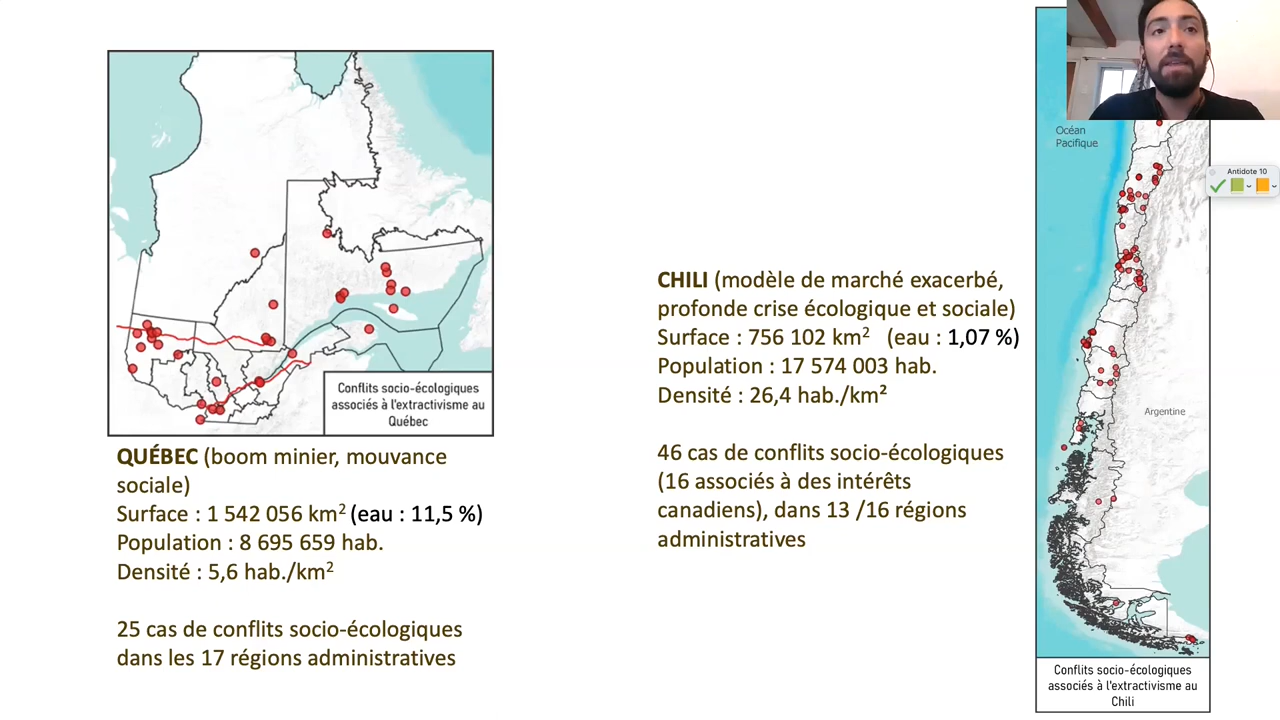 Conflits socio-écologiques
associés à l'extractivisme au
Québec
QUÉBEC (boom minier, mouvance
sociale)
Surface : 1 542 056 km² (eau : 11,5 %)
Population : 8 695 659 hab.
Densité : 5,6 hab./km²
25 cas de conflits socio-écologiques
dans les 17 régions administratives
CHILI (modèle de marché exacerbé,
profonde crise écologique et sociale)
Surface : 756 102 km² (eau : 1,07 %)
Population : 17 574 003 hab.
Densité : 26,4 hab./km²
46 cas de conflits socio-écologiques
(16 associés à des intérêts
canadiens), dans 13 /16 régions
administratives
Océan
Pacifique
Argentine
Conflits socio-écologiques
associés à l'extractivisme au
Chili
Antidote 10